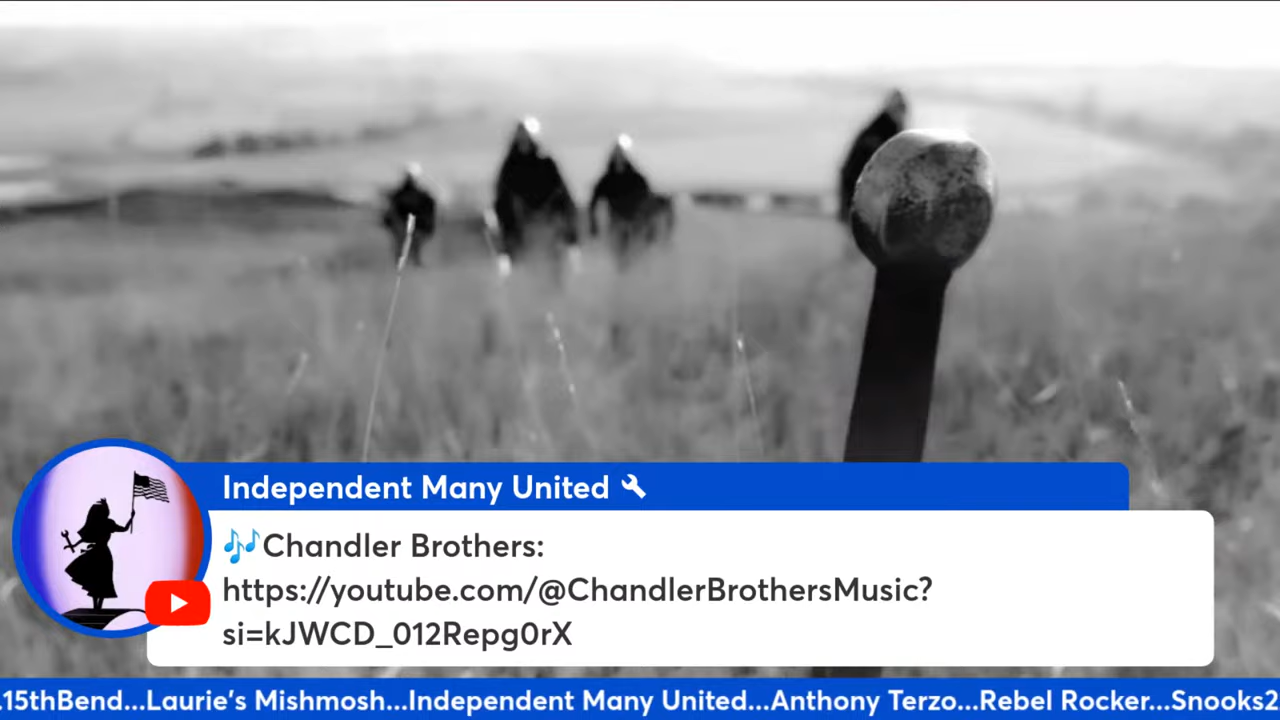 Independent Many United 🔧
🎶Chandler Brothers:
https://youtube.com/@ChandlerBrothersMusic?
si=kJWCD_012Repg0rX
.15thBend...Laurie's Mishmosh...Independent Many United...Anthony Terzo...Rebel Rocker...Snooks2